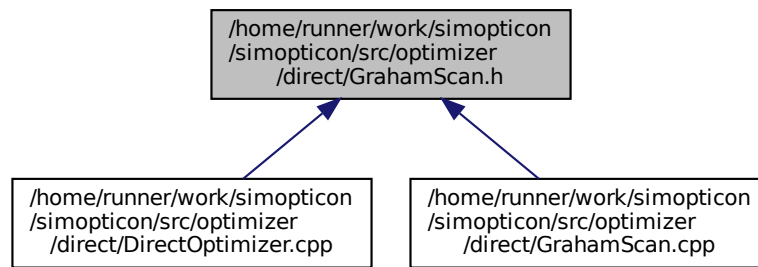 /home/runner/work/simopticon
/simopticon/src/optimizer
/direct/GrahamScan.h
/home/runner/work/simopticon
/simopticon/src/optimizer
/direct/DirectOptimizer.cpp
/home/runner/work/simopticon
/simopticon/src/optimizer
/direct/GrahamScan.cpp